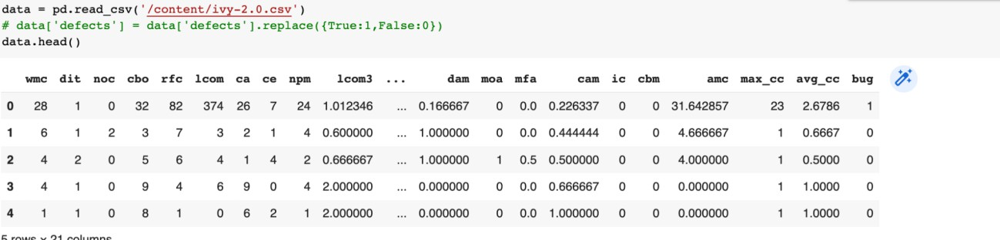 data = pd.read_csv('/content/ivy-2.0.csv')
# data['defects'] = data['defects'].replace({True:1,False:0})
data.head()
wmc dit noc cbo rfc lcom ca ce npm lcom3 ... dam moa mfa cam ic cbm amc max_cc avg_cc bug
0 28 1 0 32 82 374 26 7 24 1.012346 ... 0.166667 0 0.0 0.226337 0 0 31.642857 23 2.6786 1
1 6 1 2 3 7 3 2 1 4 0.600000 ... 1.000000 0 0.0 0.444444 0 0 4.666667 1 0.6667 0
2 4 2 0 5 6 4 1 4 2 0.666667 ... 1.000000 1 0.5 0.500000 0 0 4.000000 1 0.5000 0
3 4 1 0 9 4 6 9 0 4 2.000000 ... 0.000000 0 0.0 0.666667 0 0 0.000000 1 1.0000 0
4 1 1 0 8 1 0 6 2 1 2.000000 ... 0.000000 0 0.0 1.000000 0 0 0.000000 1 1.0000 0
5 rows × 21 columns